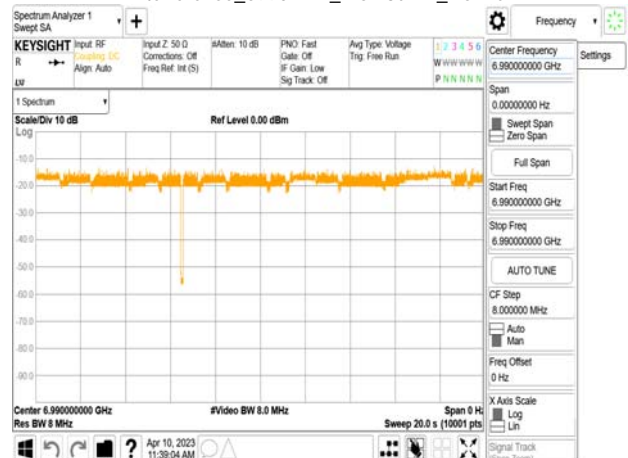 Spectrum Analyzer 1
Swept SA
Frequency
KEYSIGHT
Input: RF
Coupling: DC
Align: Auto
Input Z: 50 Ω
Corrections: Off
Freq Ref: Int (S)
#Atten: 10 dB
PNO: Fast
Gate: Off
IF Gain: Low
Sig Track: Off
Avg Type: Voltage
Trig: Free Run
1 2 3 4 5 6
W W W W W W
P N N N N N
R
LXI
1 Spectrum
Scale/Div 10 dB
Ref Level 0.00 dBm
Log
-10.0
-20.0
-30.0
-40.0
-50.0
-60.0
-70.0
-80.0
-90.0
Center 6.990000000 GHz
#Video BW 8.0 MHz
Span 0 Hz
Res BW 8 MHz
Sweep 20.0 s (10001 pts
Apr 10, 2023
11:39:04 AM
Center Frequency
6.990000000 GHz
Settings
Span
0.00000000 Hz
Swept Span
Zero Span
Full Span
Start Freq
6.990000000 GHz
Stop Freq
6.990000000 GHz
AUTO TUNE
CF Step
8.000000 MHz
Auto
Man
Freq Offset
0 Hz
X Axis Scale
Log
Lin
Signal Track